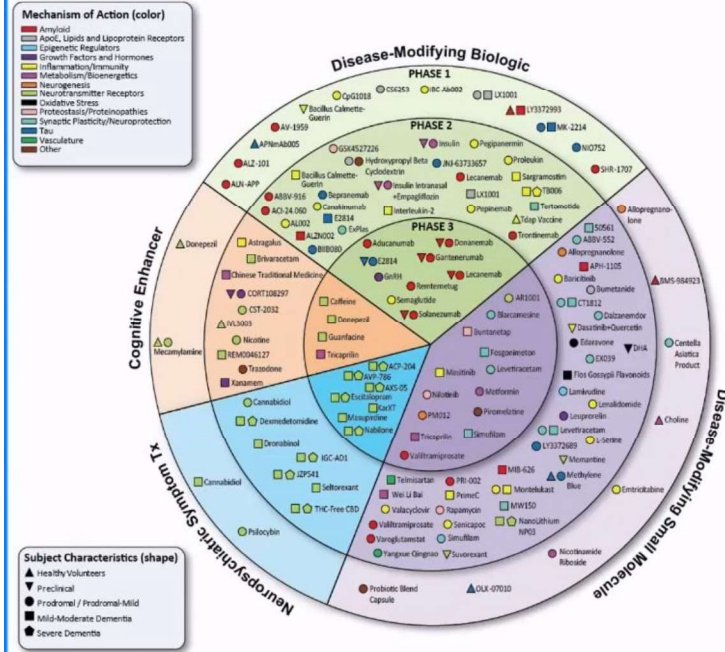 Mechanism of Action (color)
Amyloid
ApoE, Lipids and Lipoprotein Receptors
Epigenetic Regulators
Growth Factors and Hormones
Inflammation/Immunity
Metabolism/Bioenergetics
Neurogenesis
Neurotransmitter Receptors
Oxidative Stress
Proteostasis/Proteinopathies
Synaptic Plasticity/Neuroprotection
Tau
Vasculature
Other
Disease-Modifying Biologic
PHASE 1
CpG1018
CS6253
IBC-Ab002
LX1001
Bacillus Calmette-
Guerin
LY3372993
AV-1959
MK-2214
APNmAb005
NIO752
ALZ-101
SHR-1707
ALN-APP
PHASE 2
GSK4527226
Insulin
Pegipanermin
Hydroxypropyl Beta
Cyclodextrin
JNJ-63733657
Proleukin
Bacillus Calmette-
Guerin
Lecanemab
Sargramostim
ABBV-916
Bepranemab
Insulin Intranasal
+Empagliflozin
LX1001
TB006
ACI-24.060
Canakinumab
Tertomotide
AL002
E2814
Interleukin-2
Pepinemab
Tdap Vaccine
ALZN002
ExPlas
Trontinemab
BIIB080
PHASE 3
Aducanumab
Donanemab
E2814
Gantenerumab
GnRH
Lecanemab
Remternetug
Semaglutide
Solanezumab
Cognitive Enhancer
Donepezil
Mecamylamine
Astragalus
Brivaracetam
Chinese Traditional Medicine
CORT108297
CST-2032
IVL3003
Nicotine
REM0046127
Trazodone
Xanamem
Caffeine
Donepezil
Guanfacine
Tricaprilin
Neuropsychiatric Symptom Tx
Cannabidiol
Psilocybin
Cannabidiol
Dexmedetomidine
Dronabinol
IGC-AD1
JZP541
Seltorexant
THC-Free CBD
ACP-204
AVP-786
AXS-05
Escitalopram
KarXT
Masupirdine
Nabilone
Disease-Modifying Small Molecule
AR1001
Blarcamesine
Buntanetap
Fosgonimeton
Levetiracetam
Masitinib
Metformin
Nilotinib
Piromelatine
PM012
Simufilam
Tricaprilin
Valiltramiprosate
S0561
ABBV-552
Allopregnanolone
APH-1105
Baricitinib
Bumetanide
CT1812
Dalzanemdor
Dasatinib+Quercetin
Edaravone
EX039
Flos Gossypii Flavonoids
Lamivudine
Lenalidomide
Leuprorelin
Levetiracetam
L-Serine
LY3372689
Memantine
Methylene
Blue
MIB-626
Montelukast
MW150
NanoLithium
NP03
Telmisartan
PRI-002
Wei Li Bai
PrimeC
Valacyclovir
Rapamycin
Valiltramiprosate
Senicapoc
Varoglutamstat
Simufilam
Yangxue Qingnao
Suvorexant
Allopregnano-
lone
BMS-984923
DHA
Centella
Asiatica
Product
Choline
Emtricitabine
Nicotinamide
Riboside
OLX-07010
Probiotic Blend
Capsule
Subject Characteristics (shape)
Healthy Volunteers
Preclinical
Prodromal / Prodromal-Mild
Mild-Moderate Dementia
Severe Dementia